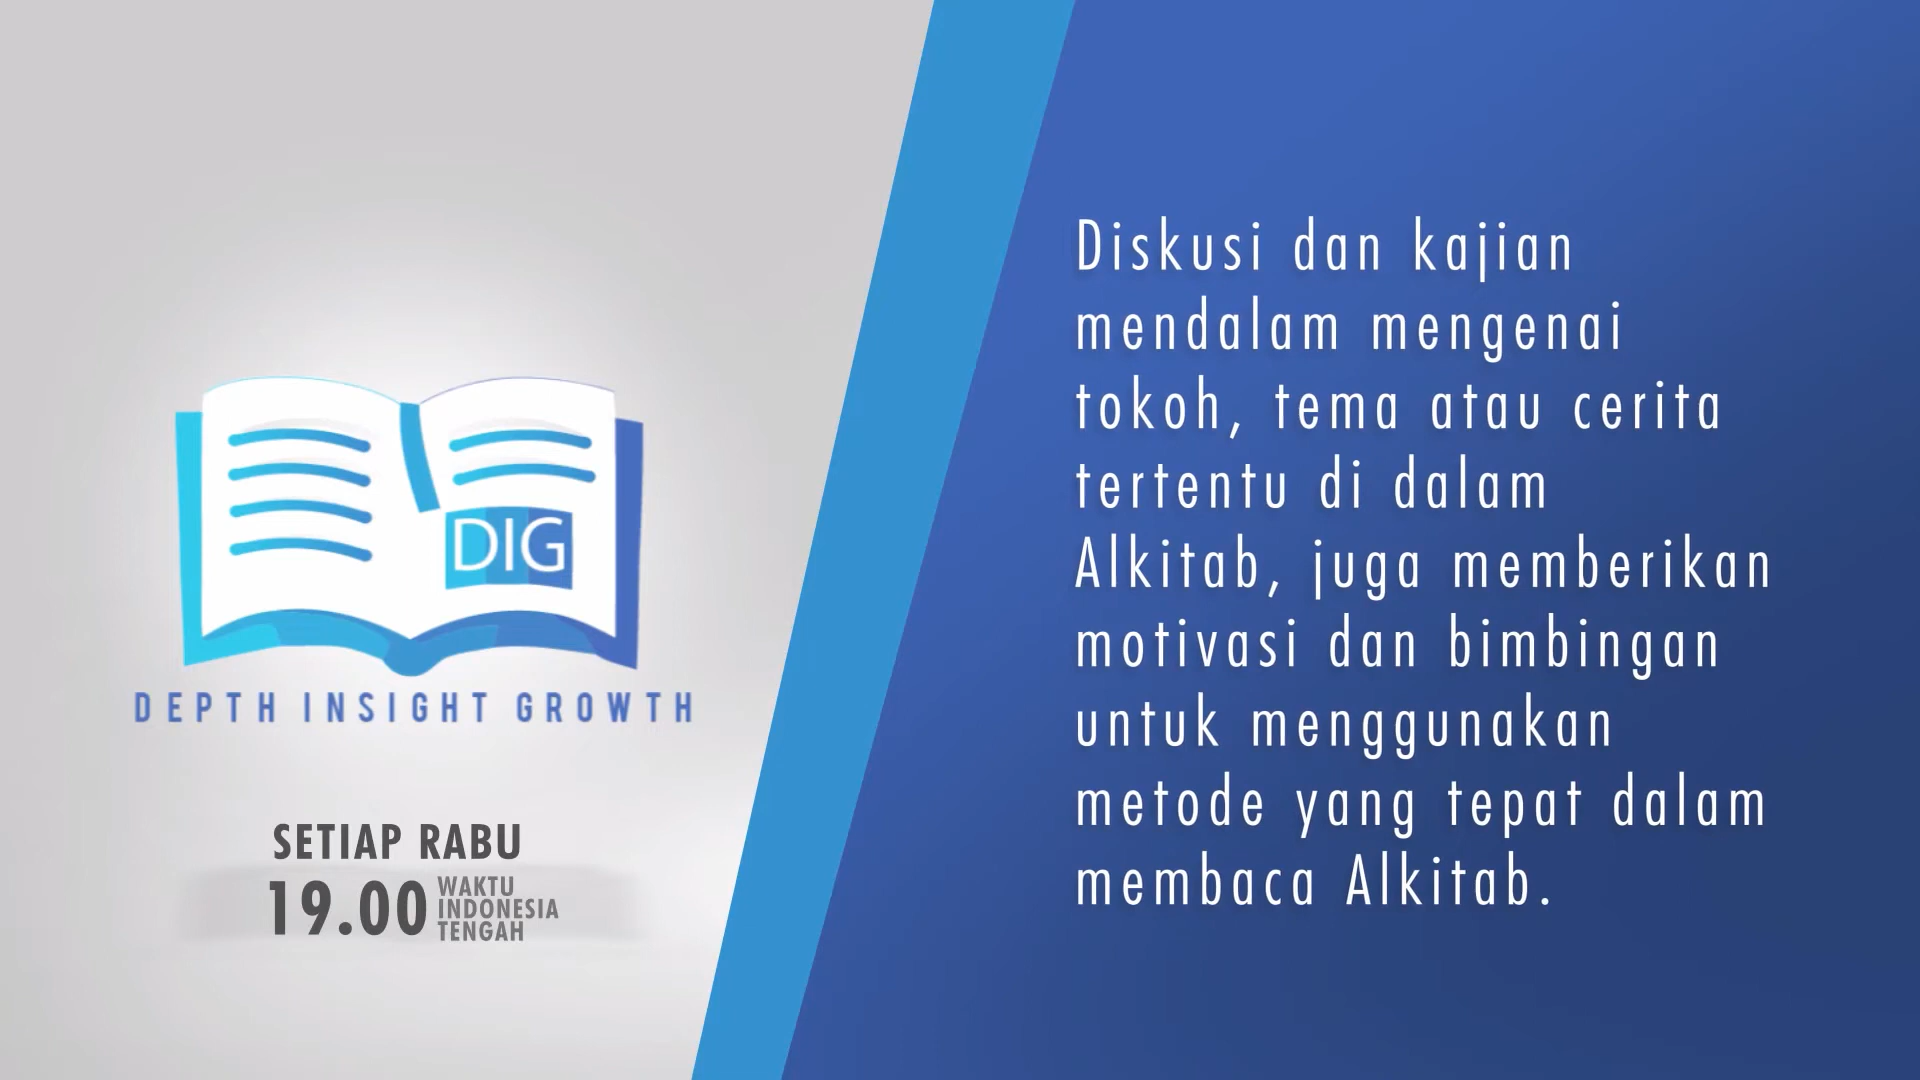 DIG
DEPTH INSIGHT GROWTH
SETIAP RABU
19.00
WAKTU
INDONESIA
TENGAH
Diskusi dan kajian
mendalam mengenai
tokoh, tema atau cerita
tertentu di dalam
Alkitab, juga memberikan
motivasi dan bimbingan
untuk menggunakan
metode yang tepat dalam
membaca Alkitab.